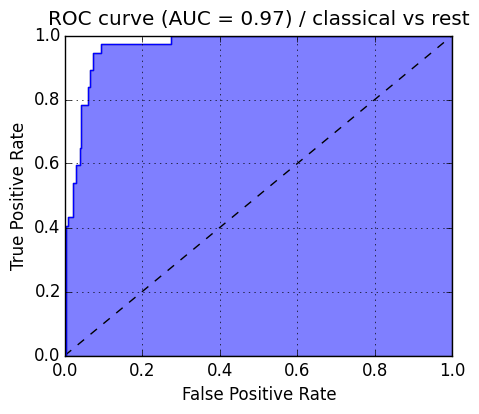 ROC curve (AUC = 0.97) / classical vs rest
True Positive Rate
1.0
0.8
0.6
0.4
0.2
0.0
0.0 0.2 0.4 0.6 0.8 1.0
False Positive Rate